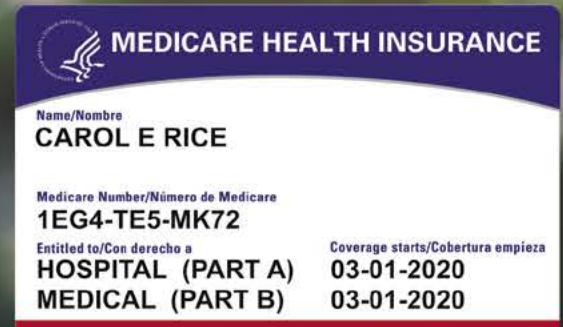 MEDICARE HEALTH INSURANCE
Name/Nombre
CAROL E RICE
Medicare Number/Número de Medicare
1EG4-TE5-MK72
Entitled to/Con derecho a Coverage starts/Cobertura empieza
HOSPITAL (PART A) 03-01-2020
MEDICAL (PART B) 03-01-2020